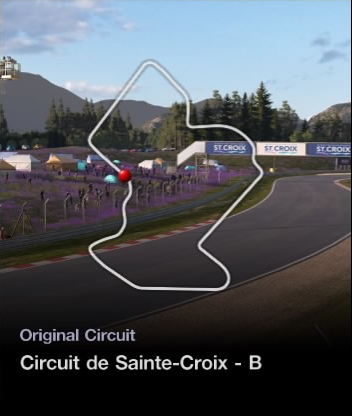 ST.CROIX
ST.CROIX
ST.CROIX
Original Circuit
Circuit de Sainte-Croix - B